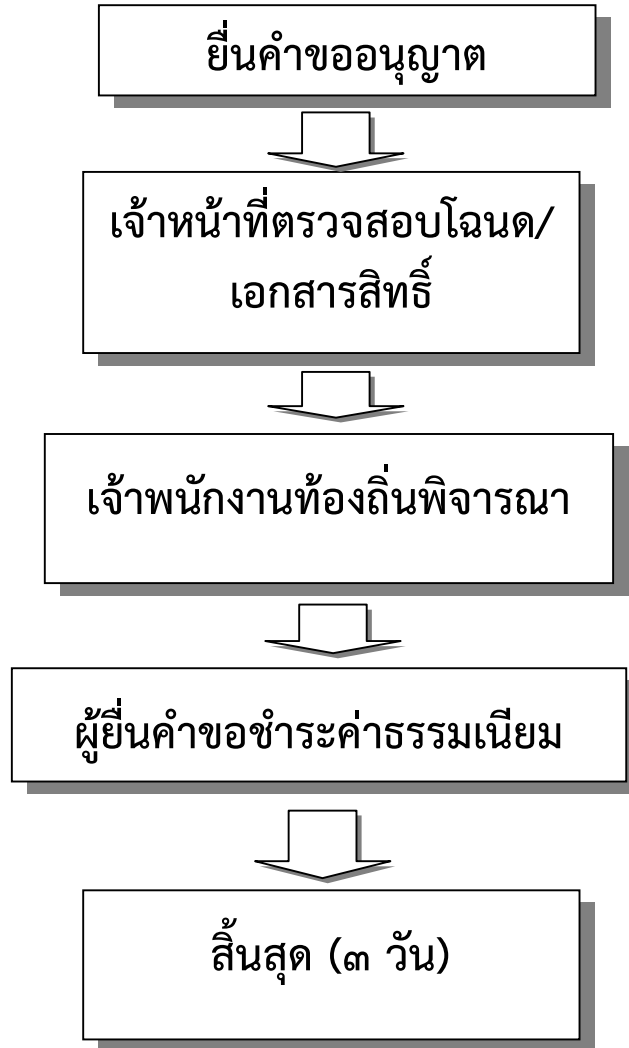 ยื่นคำขออนุญาต
เจ้าหน้าที่ตรวจสอบโฉนด/
เอกสารสิทธิ์
เจ้าพนักงานท้องถิ่นพิจารณา
ผู้ยื่นคำขอชำระค่าธรรมเนียม
สิ้นสุด (๓ วัน)